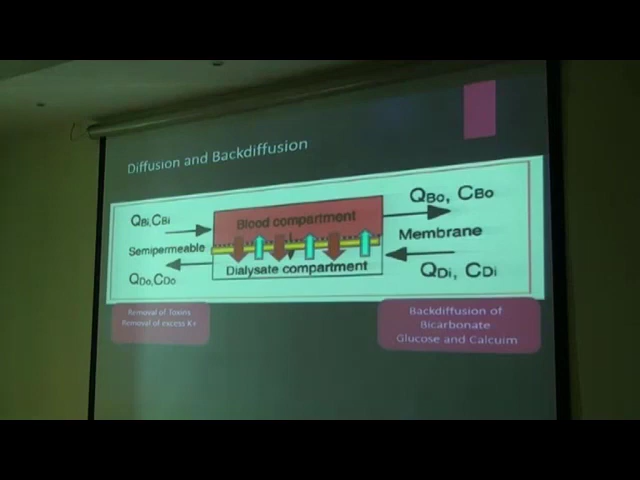 Diffusion and Backdiffusion
QBi,CBi
Blood compartment
QBo, CBo
Semipermeable
Membrane
Dialysate compartment
QDo,CDo
QDi, CDi
Removal of Toxins
Removal of excess K+
Backdiffusion of
Bicarbonate
Glucose and Calcuim